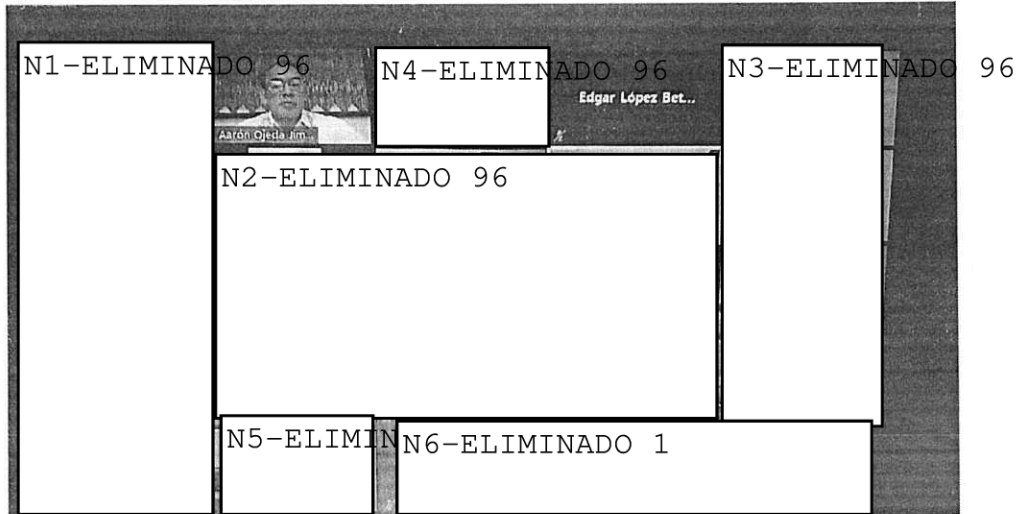 N1-ELIMINADO 96
N4-ELIMINADO 96
N3-ELIMINADO 96
Edgar López Bet...
Aarón Ojeda Jim...
N2-ELIMINADO 96
N5-ELIMIN
N6-ELIMINADO 1